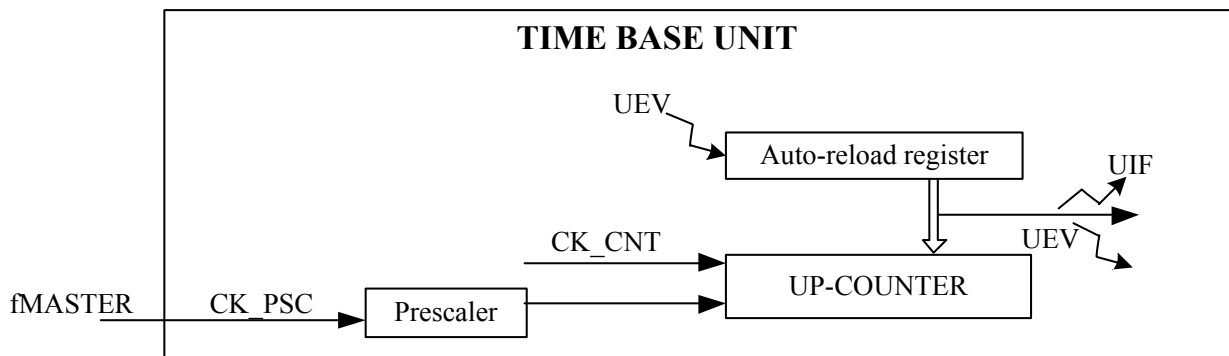 TIME BASE UNIT
UEV
Auto-reload register
UIF
UEV
CK_CNT
UP-COUNTER
fMASTER
CK_PSC
Prescaler